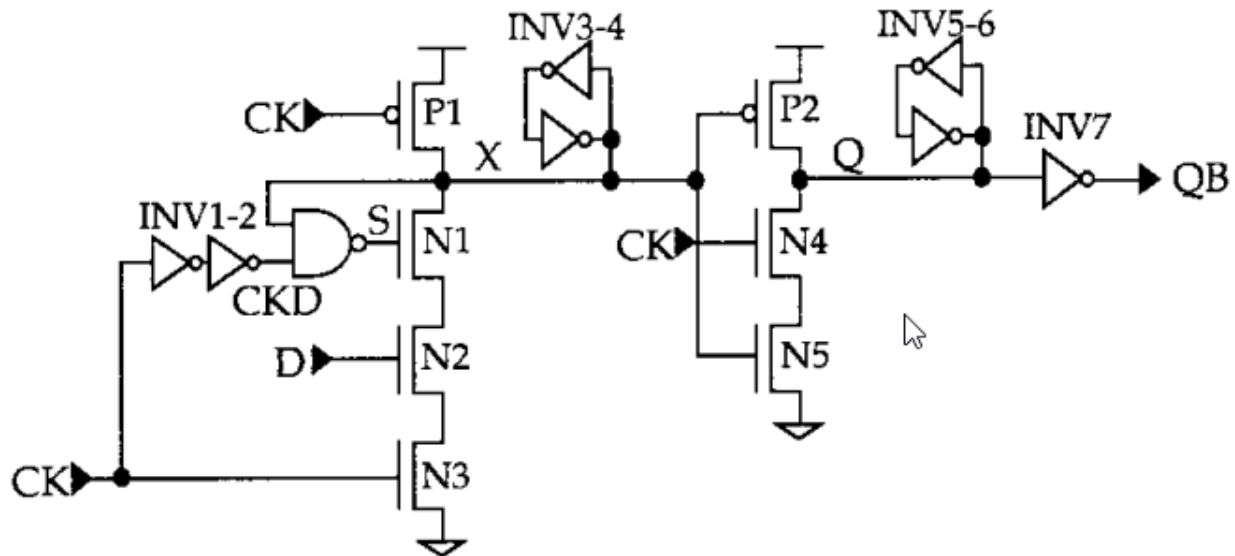 INV3-4
INV5-6
CK
P1
P2
INV7
X
Q
QB
INV1-2
S
N1
CK
N4
CKD
D
N2
N5
CK
N3